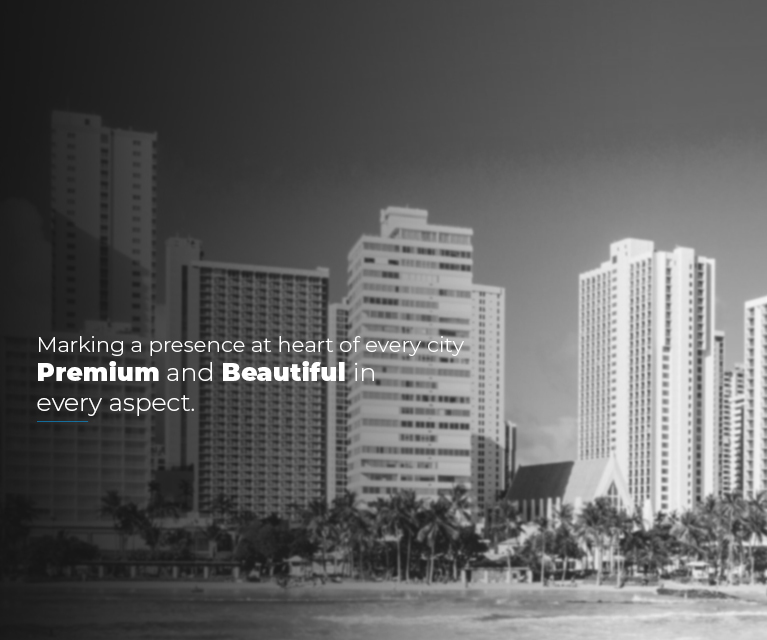 Marking a presence at heart of every city
Premium and Beautiful in
every aspect.